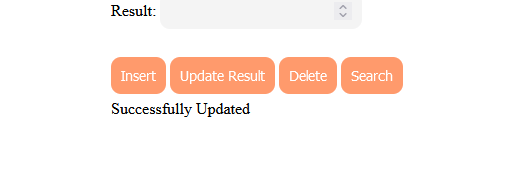 Result:
Insert Update Result Delete Search
Successfully Updated